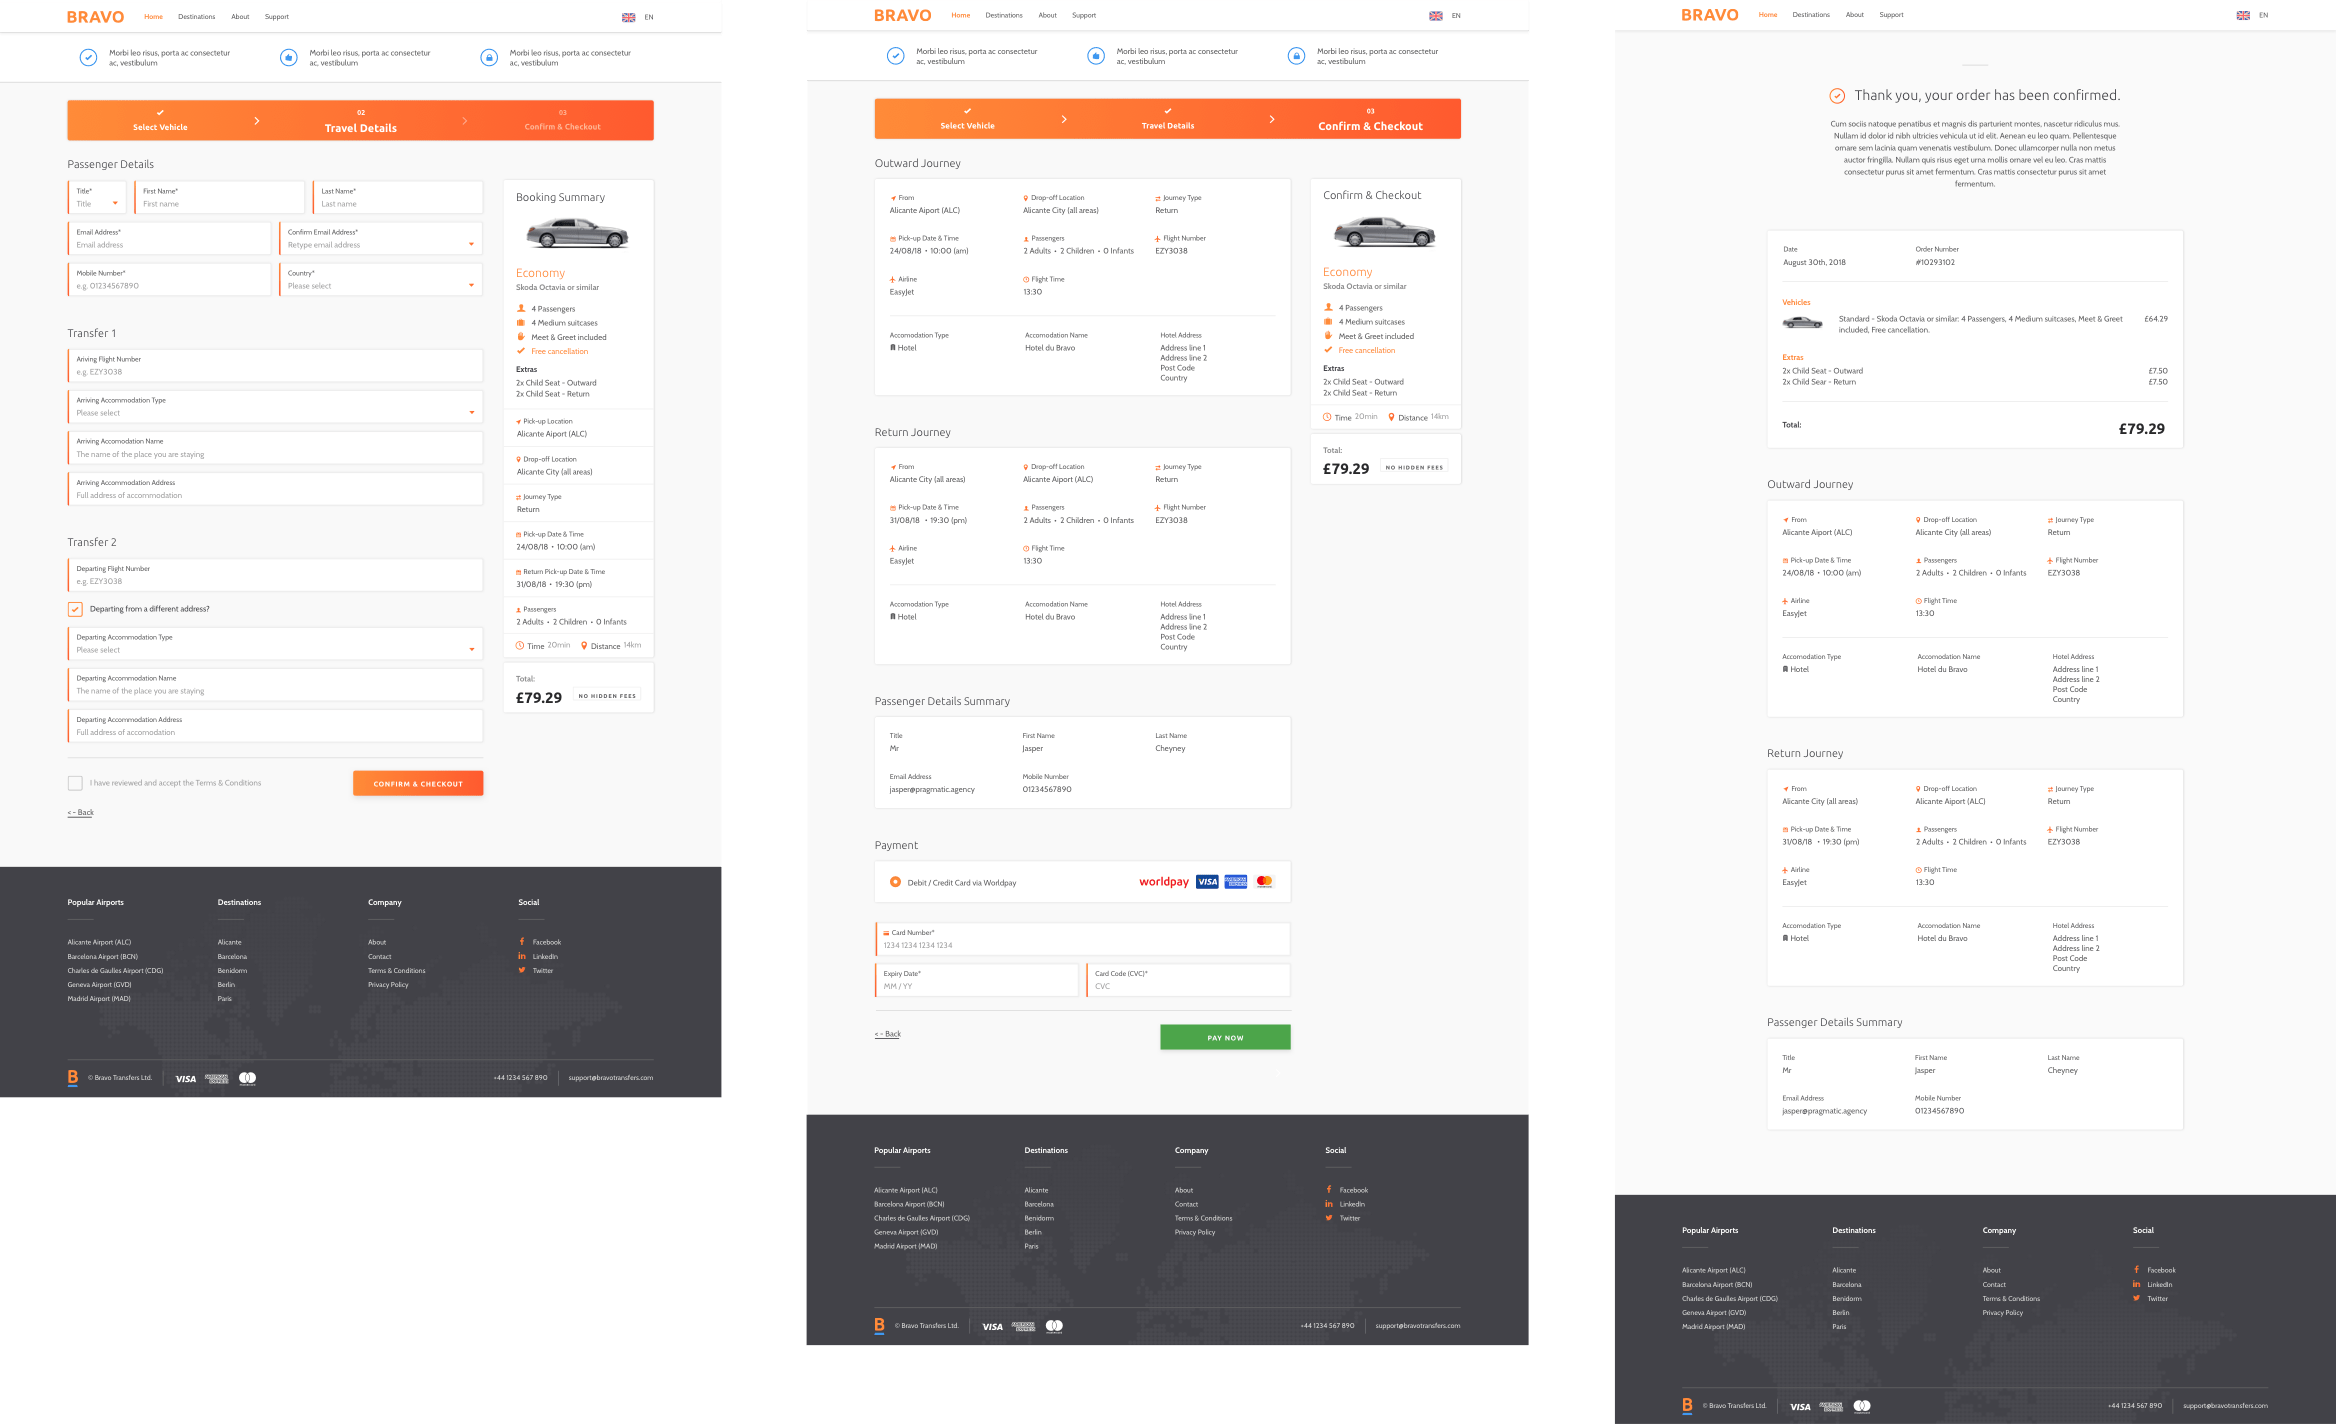 BRAVO Home Destinations About Support EN
Morbi leo risus, porta ac consectetur
ac, vestibulum
Morbi leo risus, porta ac consectetur
ac, vestibulum
Morbi leo risus, porta ac consectetur
ac, vestibulum
Select Vehicle
02
Travel Details
03
Confirm & Checkout
Passenger Details
Title*
Title
First Name*
First name
Last Name*
Last name
Email Address*
Email address
Confirm Email Address*
Retype email address
Mobile Number*
e.g. 01234567890
Country*
Please select
Transfer 1
Ariving Flight Number
e.g. EZY3038
Arriving Accommodation Type
Please select
Arriving Accomodation Name
The name of the place you are staying
Arriving Accommodation Address
Full address of accommodation
Transfer 2
Departing Flight Number
e.g. EZY3038
Departing from a different address?
Departing Accommodation Type
Please select
Departing Accommodation Name
The name of the place you are staying
Departing Accommodation Address
Full address of accomodation
I have reviewed and accept the Terms & Conditions
CONFIRM & CHECKOUT
< - Back
Booking Summary
Economy
Skoda Octavia or similar
4 Passengers
4 Medium suitcases
Meet & Greet included
Free cancellation
Extras
2x Child Seat - Outward
2x Child Seat - Return
Pick-up Location
Alicante Aiport (ALC)
Drop-off Location
Alicante City (all areas)
Journey Type
Return
Pick-up Date & Time
24/08/18 • 10:00 (am)
Return Pick-up Date & Time
31/08/18 • 19:30 (pm)
Passengers
2 Adults • 2 Children • 0 Infants
Time 20min Distance 14km
Total:
£79.29 NO HIDDEN FEES
Popular Airports
Alicante Airport (ALC)
Barcelona Airport (BCN)
Charles de Gaulles Airport (CDG)
Geneva Airport (GVD)
Madrid Airport (MAD)
Destinations
Alicante
Barcelona
Benidorm
Berlin
Paris
Company
About
Contact
Terms & Conditions
Privacy Policy
Social
Facebook
LinkedIn
Twitter
B © Bravo Transfers Ltd. VISA AMERICAN EXPRESS +44 1234 567 890 support@bravotransfers.com
BRAVO Home Destinations About Support EN
Morbi leo risus, porta ac consectetur
ac, vestibulum
Morbi leo risus, porta ac consectetur
ac, vestibulum
Morbi leo risus, porta ac consectetur
ac, vestibulum
Select Vehicle
Travel Details
03
Confirm & Checkout
Outward Journey
From
Alicante Aiport (ALC)
Drop-off Location
Alicante City (all areas)
Journey Type
Return
Pick-up Date & Time
24/08/18 • 10:00 (am)
Passengers
2 Adults • 2 Children • 0 Infants
Flight Number
EZY3038
Airline
EasyJet
Flight Time
13:30
Accomodation Type
Hotel
Accomodation Name
Hotel du Bravo
Hotel Address
Address line 1
Address line 2
Post Code
Country
Return Journey
From
Alicante City (all areas)
Drop-off Location
Alicante Aiport (ALC)
Journey Type
Return
Pick-up Date & Time
31/08/18 • 19:30 (pm)
Passengers
2 Adults • 2 Children • 0 Infants
Flight Number
EZY3038
Airline
EasyJet
Flight Time
13:30
Accomodation Type
Hotel
Accomodation Name
Hotel du Bravo
Hotel Address
Address line 1
Address line 2
Post Code
Country
Passenger Details Summary
Title
Mr
First Name
Jasper
Last Name
Cheyney
Email Address
jasper@pragmatic.agency
Mobile Number
01234567890
Payment
Debit / Credit Card via Worldpay worldpay VISA AMERICAN EXPRESS
Card Number*
1234 1234 1234 1234
Expiry Date*
MM / YY
Card Code (CVC)*
CVC
< - Back
PAY NOW
Confirm & Checkout
Economy
Skoda Octavia or similar
4 Passengers
4 Medium suitcases
Meet & Greet included
Free cancellation
Extras
2x Child Seat - Outward
2x Child Seat - Return
Time 20min Distance 14km
Total:
£79.29 NO HIDDEN FEES
Popular Airports
Alicante Airport (ALC)
Barcelona Airport (BCN)
Charles de Gaulles Airport (CDG)
Geneva Airport (GVD)
Madrid Airport (MAD)
Destinations
Alicante
Barcelona
Benidorm
Berlin
Paris
Company
About
Contact
Terms & Conditions
Privacy Policy
Social
Facebook
LinkedIn
Twitter
B © Bravo Transfers Ltd. VISA AMERICAN EXPRESS +44 1234 567 890 support@bravotransfers.com
BRAVO Home Destinations About Support EN
Thank you, your order has been confirmed.
Cum sociis natoque penatibus et magnis dis parturient montes, nascetur ridiculus mus.
Nullam id dolor id nibh ultricies vehicula ut id elit. Aenean eu leo quam. Pellentesque
ornare sem lacinia quam venenatis vestibulum. Donec ullamcorper nulla non metus
auctor fringilla. Nullam quis risus eget urna mollis ornare vel eu leo. Cras mattis
consectetur purus sit amet fermentum. Cras mattis consectetur purus sit amet
fermentum.
Date
August 30th, 2018
Order Number
#10293102
Vehicles
Standard - Skoda Octavia or similar: 4 Passengers, 4 Medium suitcases, Meet & Greet £64.29
included, Free cancellation.
Extras
2x Child Seat - Outward £7.50
2x Child Sear - Return £7.50
Total: £79.29
Outward Journey
From
Alicante Aiport (ALC)
Drop-off Location
Alicante City (all areas)
Journey Type
Return
Pick-up Date & Time
24/08/18 • 10:00 (am)
Passengers
2 Adults • 2 Children • 0 Infants
Flight Number
EZY3038
Airline
EasyJet
Flight Time
13:30
Accomodation Type
Hotel
Accomodation Name
Hotel du Bravo
Hotel Address
Address line 1
Address line 2
Post Code
Country
Return Journey
From
Alicante City (all areas)
Drop-off Location
Alicante Aiport (ALC)
Journey Type
Return
Pick-up Date & Time
31/08/18 • 19:30 (pm)
Passengers
2 Adults • 2 Children • 0 Infants
Flight Number
EZY3038
Airline
EasyJet
Flight Time
13:30
Accomodation Type
Hotel
Accomodation Name
Hotel du Bravo
Hotel Address
Address line 1
Address line 2
Post Code
Country
Passenger Details Summary
Title
Mr
First Name
Jasper
Last Name
Cheyney
Email Address
jasper@pragmatic.agency
Mobile Number
01234567890
Popular Airports
Alicante Airport (ALC)
Barcelona Airport (BCN)
Charles de Gaulles Airport (CDG)
Geneva Airport (GVD)
Madrid Airport (MAD)
Destinations
Alicante
Barcelona
Benidorm
Berlin
Paris
Company
About
Contact
Terms & Conditions
Privacy Policy
Social
Facebook
LinkedIn
Twitter
B © Bravo Transfers Ltd. VISA AMERICAN EXPRESS +44 1234 567 890 support@bravotransfers.com